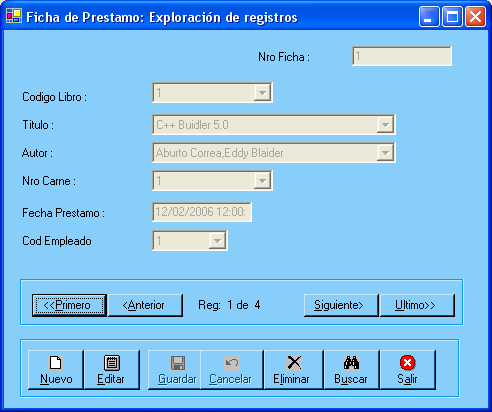 Ficha de Prestamo: Exploración de registros
Nro Ficha : 1
Codigo Libro : 1
Titulo : C++ Buidler 5.0
Autor : Aburto Correa,Eddy Blaider
Nro Carne : 1
Fecha Prestamo : 12/02/2006 12:00:
Cod Empleado 1
<<Primero <Anterior Reg: 1 de 4 Siguiente> Ultimo>>
Nuevo Editar Guardar Cancelar Eliminar Buscar Salir